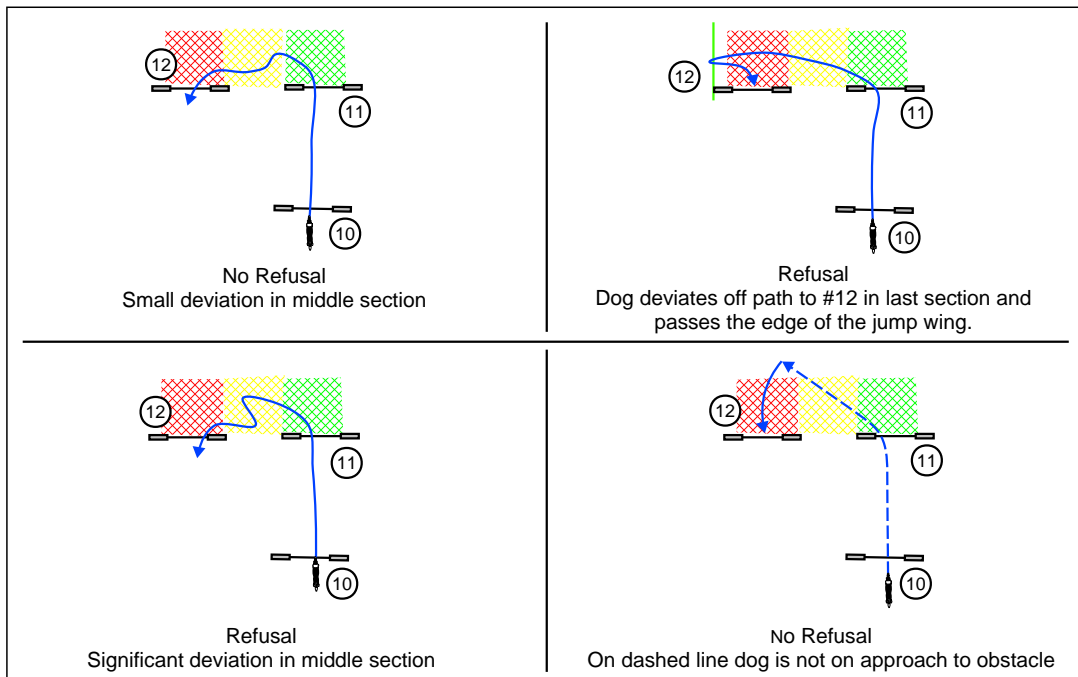 12
11
10
No Refusal
Small deviation in middle section
12
11
10
Refusal
Dog deviates off path to #12 in last section and
passes the edge of the jump wing.
12
11
10
Refusal
Significant deviation in middle section
12
11
10
No Refusal
On dashed line dog is not on approach to obstacle